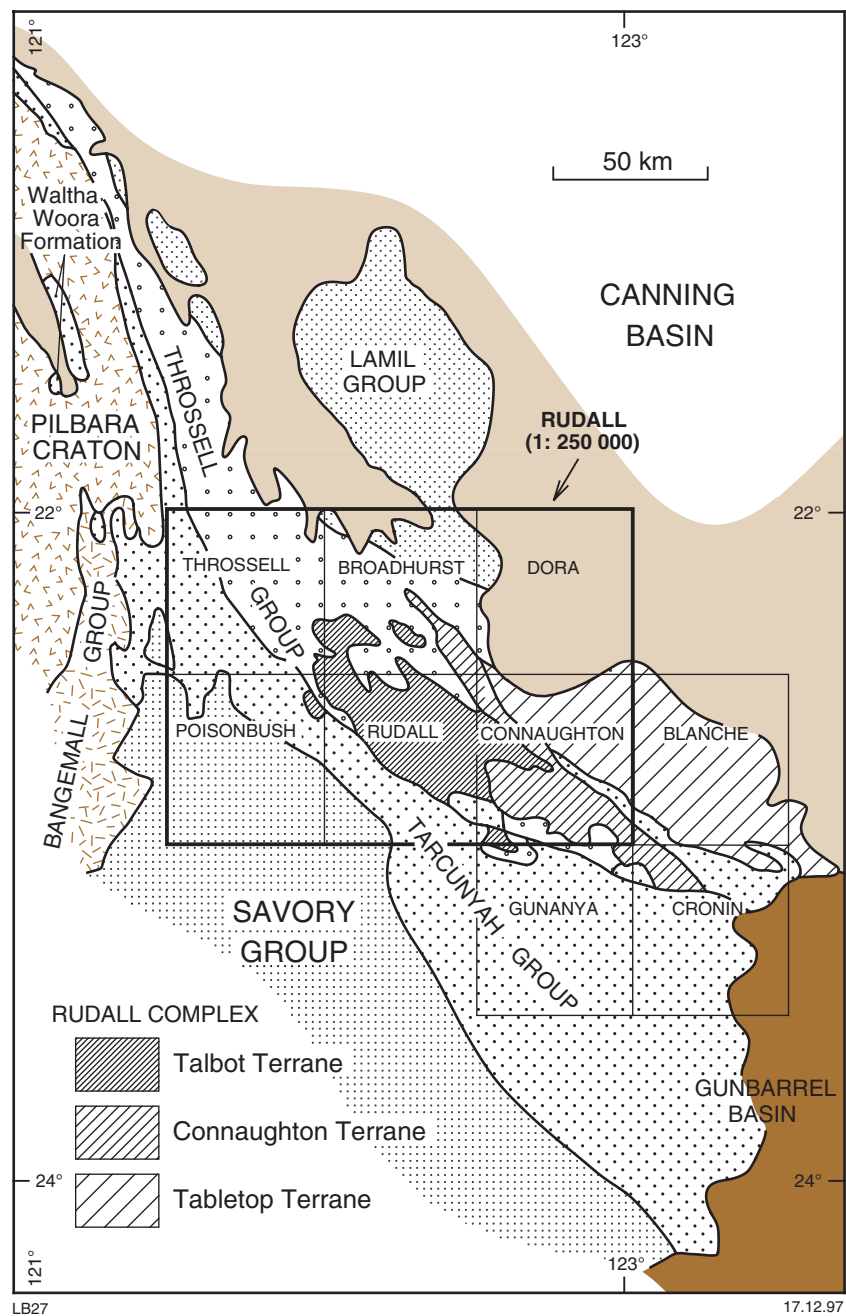 121°
123°
50 km
Waltha
Woora
Formation
CANNING
BASIN
THROSSELL
LAMIL
GROUP
PILBARA
CRATON
RUDALL
(1: 250 000)
22°
22°
THROSSELL
BROADHURST
DORA
GROUP
GROUP
POISONBUSH
RUDALL
CONNAUGHTON
BLANCHE
BANGEMALL
TARCUNYAH
GUNANYA
CRONIN
SAVORY
GROUP
GROUP
RUDALL COMPLEX
Talbot Terrane
Connaughton Terrane
Tabletop Terrane
GUNBARREL
BASIN
24°
24°
121°
123°
LB27
17.12.97